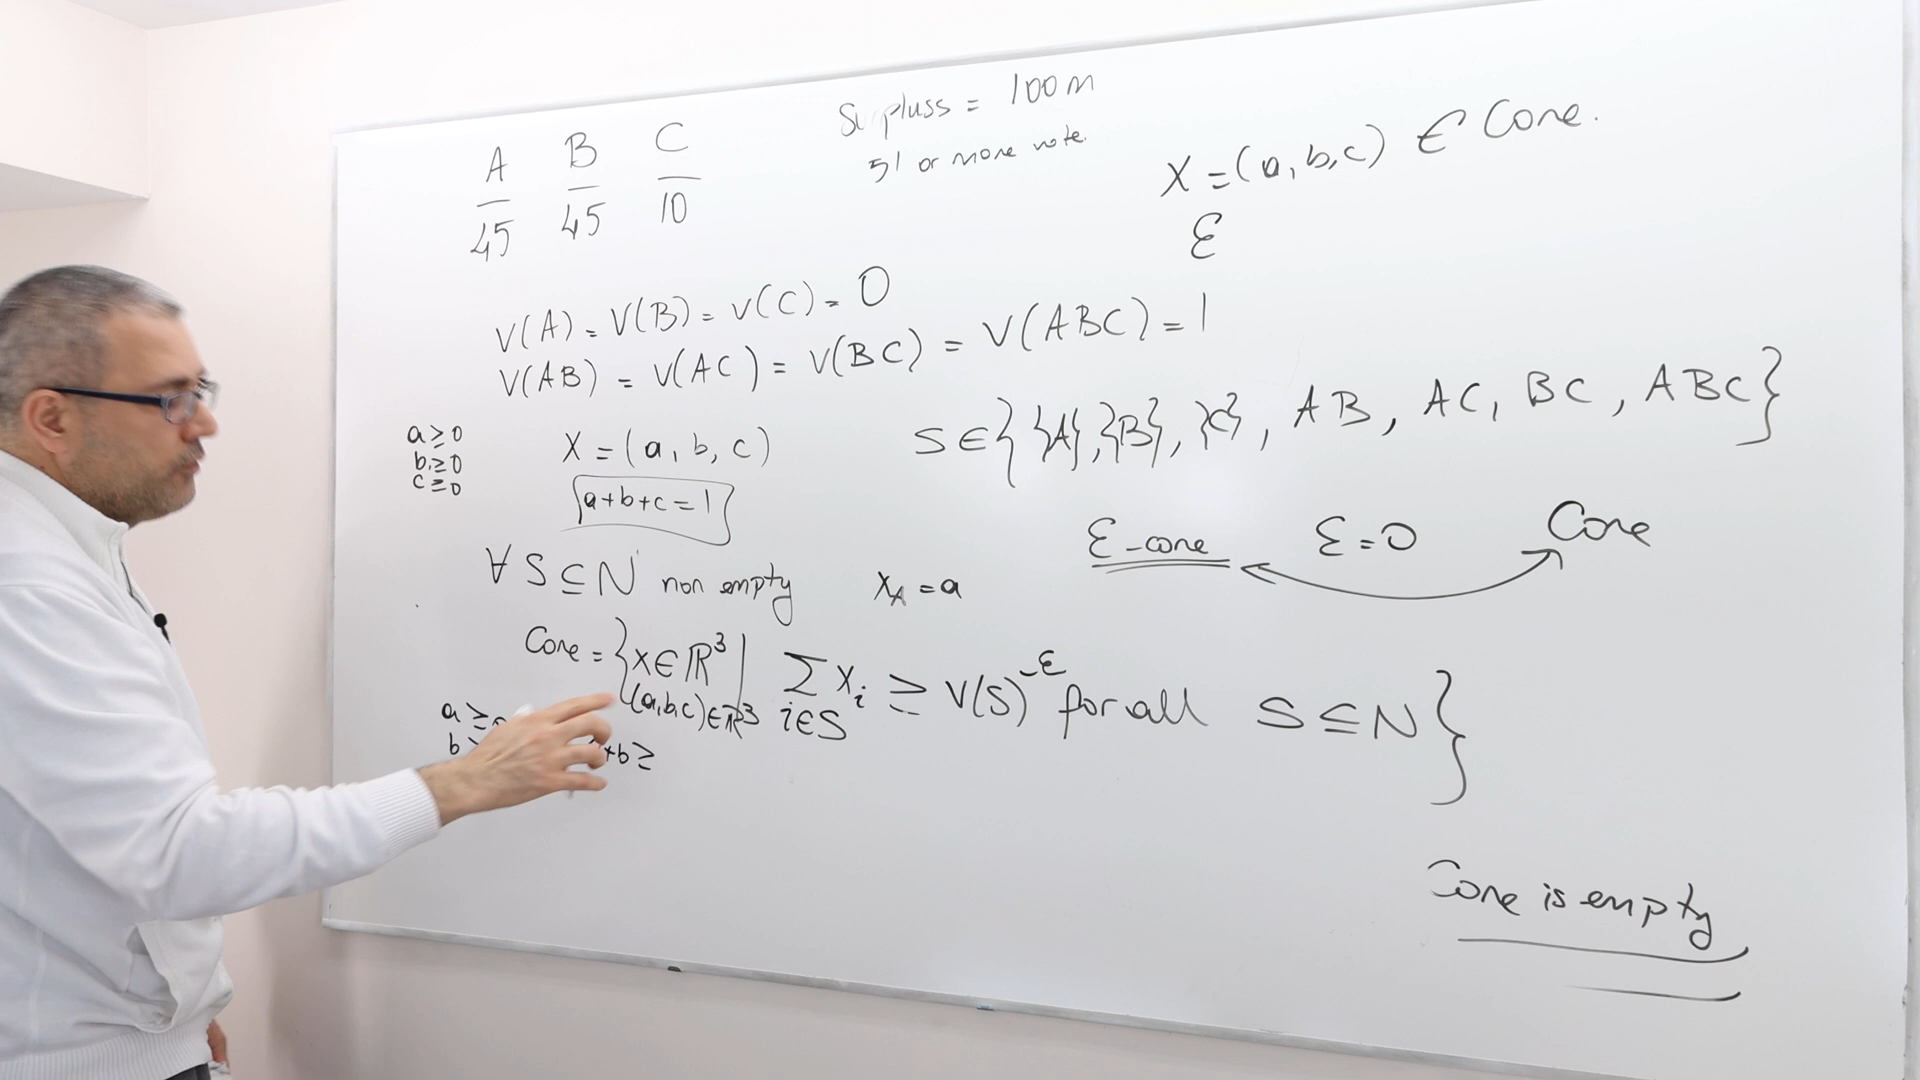 A B C
45 45 10
Surpluss = 100m
51 or more vote.
X = (a, b, c) ∈ Core.
ε
V(A) = V(B) = V(C) = 0
V(AB) = V(AC) = V(BC) = V(ABC) = 1
a ≥ 0
b ≥ 0
c ≥ 0
X = (a, b, c)
a+b+c = 1
S ∈ { {A}, {B}, {C}, AB, AC, BC, ABC }
ε-core ε = 0 Core
∀ S ⊆ N non empty
X_A = a
Core = { x ∈ ℝ³ | ∑ x_i ≥ V(S) - ε for all S ⊆ N }
(a,b,c) ∈ ℝ³ i∈S
a ≥
b
+b ≥
Core is empty